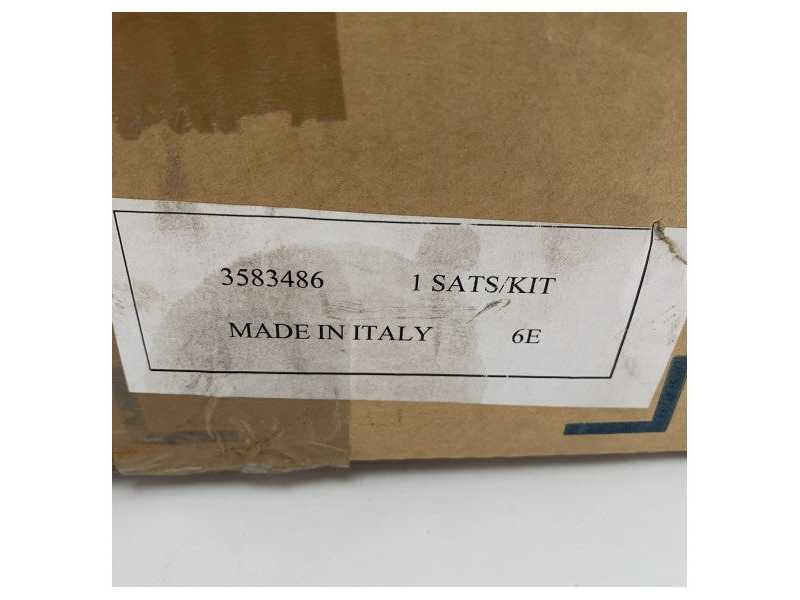 3583486 1 SATS/KIT
MADE IN ITALY 6E